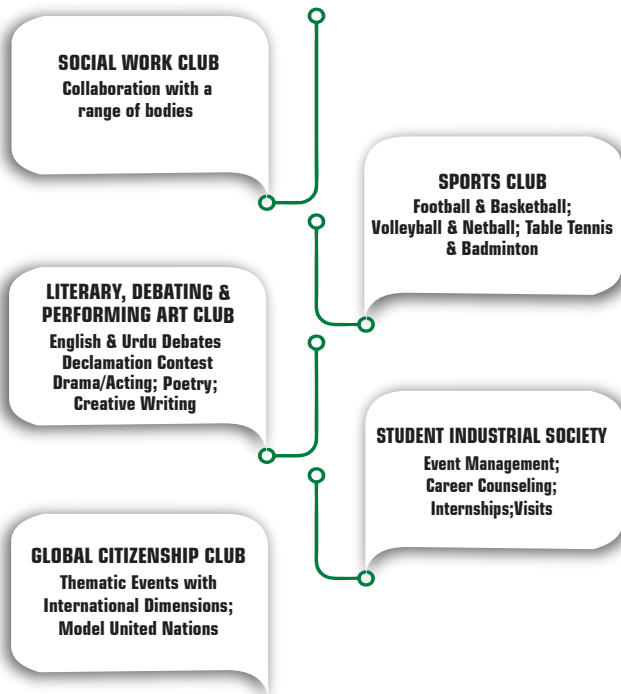 SOCIAL WORK CLUB
Collaboration with a
range of bodies
SPORTS CLUB
Football & Basketball;
Volleyball & Netball; Table Tennis
& Badminton
LITERARY, DEBATING &
PERFORMING ART CLUB
English & Urdu Debates
Declamation Contest
Drama/Acting; Poetry;
Creative Writing
STUDENT INDUSTRIAL SOCIETY
Event Management;
Career Counseling;
Internships;Visits
GLOBAL CITIZENSHIP CLUB
Thematic Events with
International Dimensions;
Model United Nations